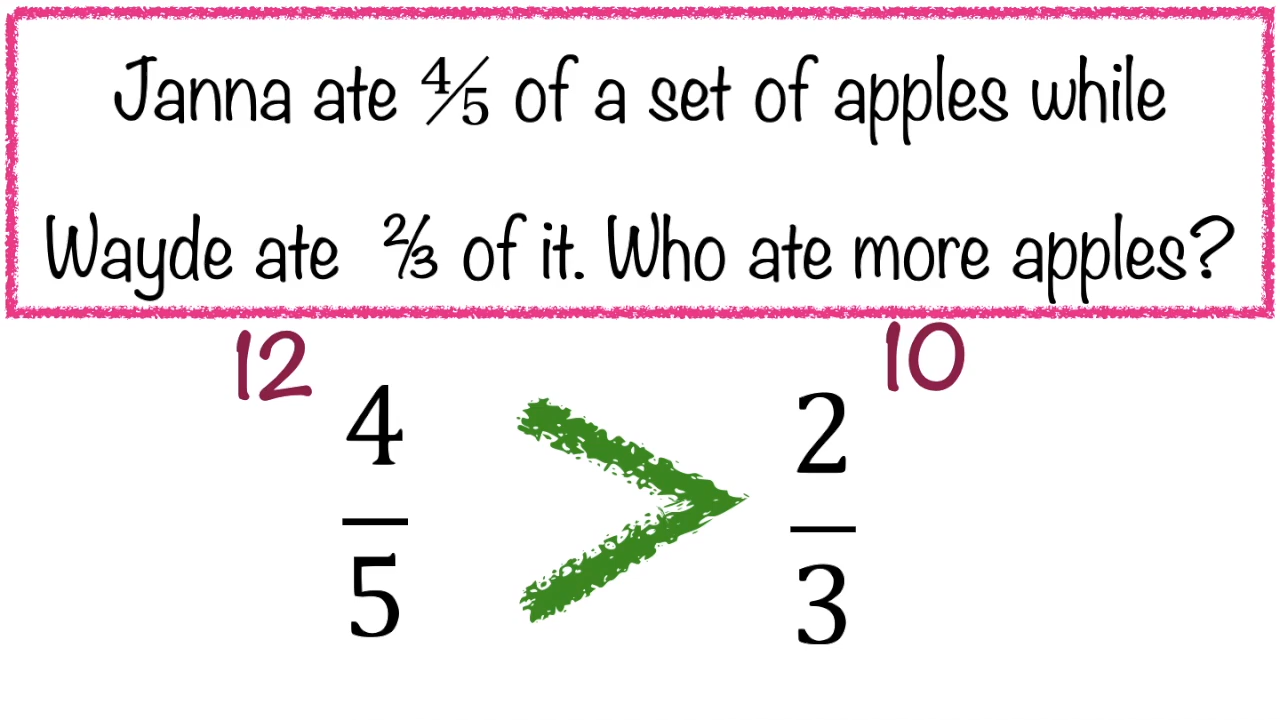 Janna ate ⁴⁄₅ of a set of apples while
Wayde ate ⅔ of it. Who ate more apples?
12 10
4 > 2
5 3